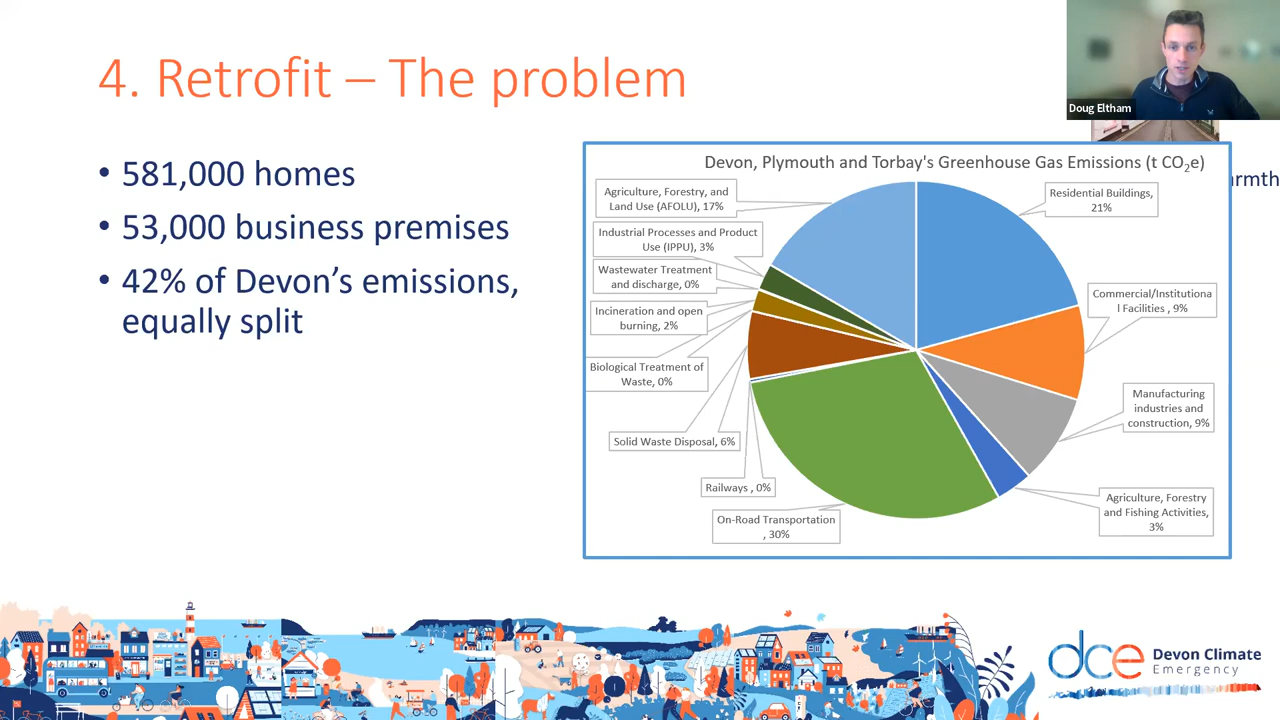 4. Retrofit – The problem
Doug Eltham
• 581,000 homes
• 53,000 business premises
• 42% of Devon's emissions,
equally split
Devon, Plymouth and Torbay's Greenhouse Gas Emissions (t CO₂e)
Agriculture, Forestry, and
Land Use (AFOLU), 17%
Industrial Processes and Product
Use (IPPU), 3%
Wastewater Treatment
and discharge, 0%
Incineration and open
burning, 2%
Biological Treatment of
Waste, 0%
Solid Waste Disposal, 6%
Railways , 0%
On-Road Transportation
, 30%
Residential Buildings,
21%
Commercial/Institutiona
l Facilities , 9%
Manufacturing
industries and
construction, 9%
Agriculture, Forestry
and Fishing Activities,
3%
dce Devon Climate
Emergency